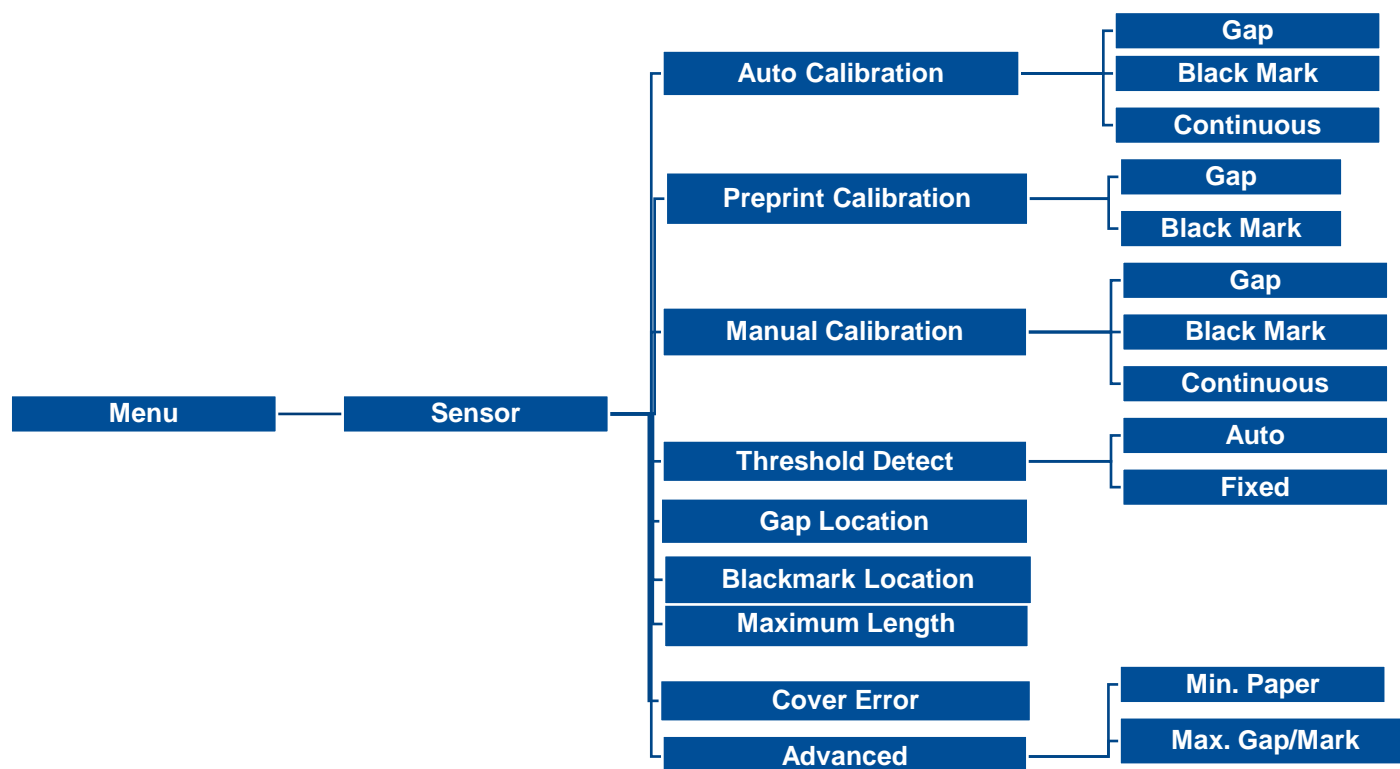 Menu
Sensor
Auto Calibration
Gap
Black Mark
Continuous
Preprint Calibration
Gap
Black Mark
Manual Calibration
Gap
Black Mark
Continuous
Threshold Detect
Auto
Fixed
Gap Location
Blackmark Location
Maximum Length
Cover Error
Advanced
Min. Paper
Max. Gap/Mark